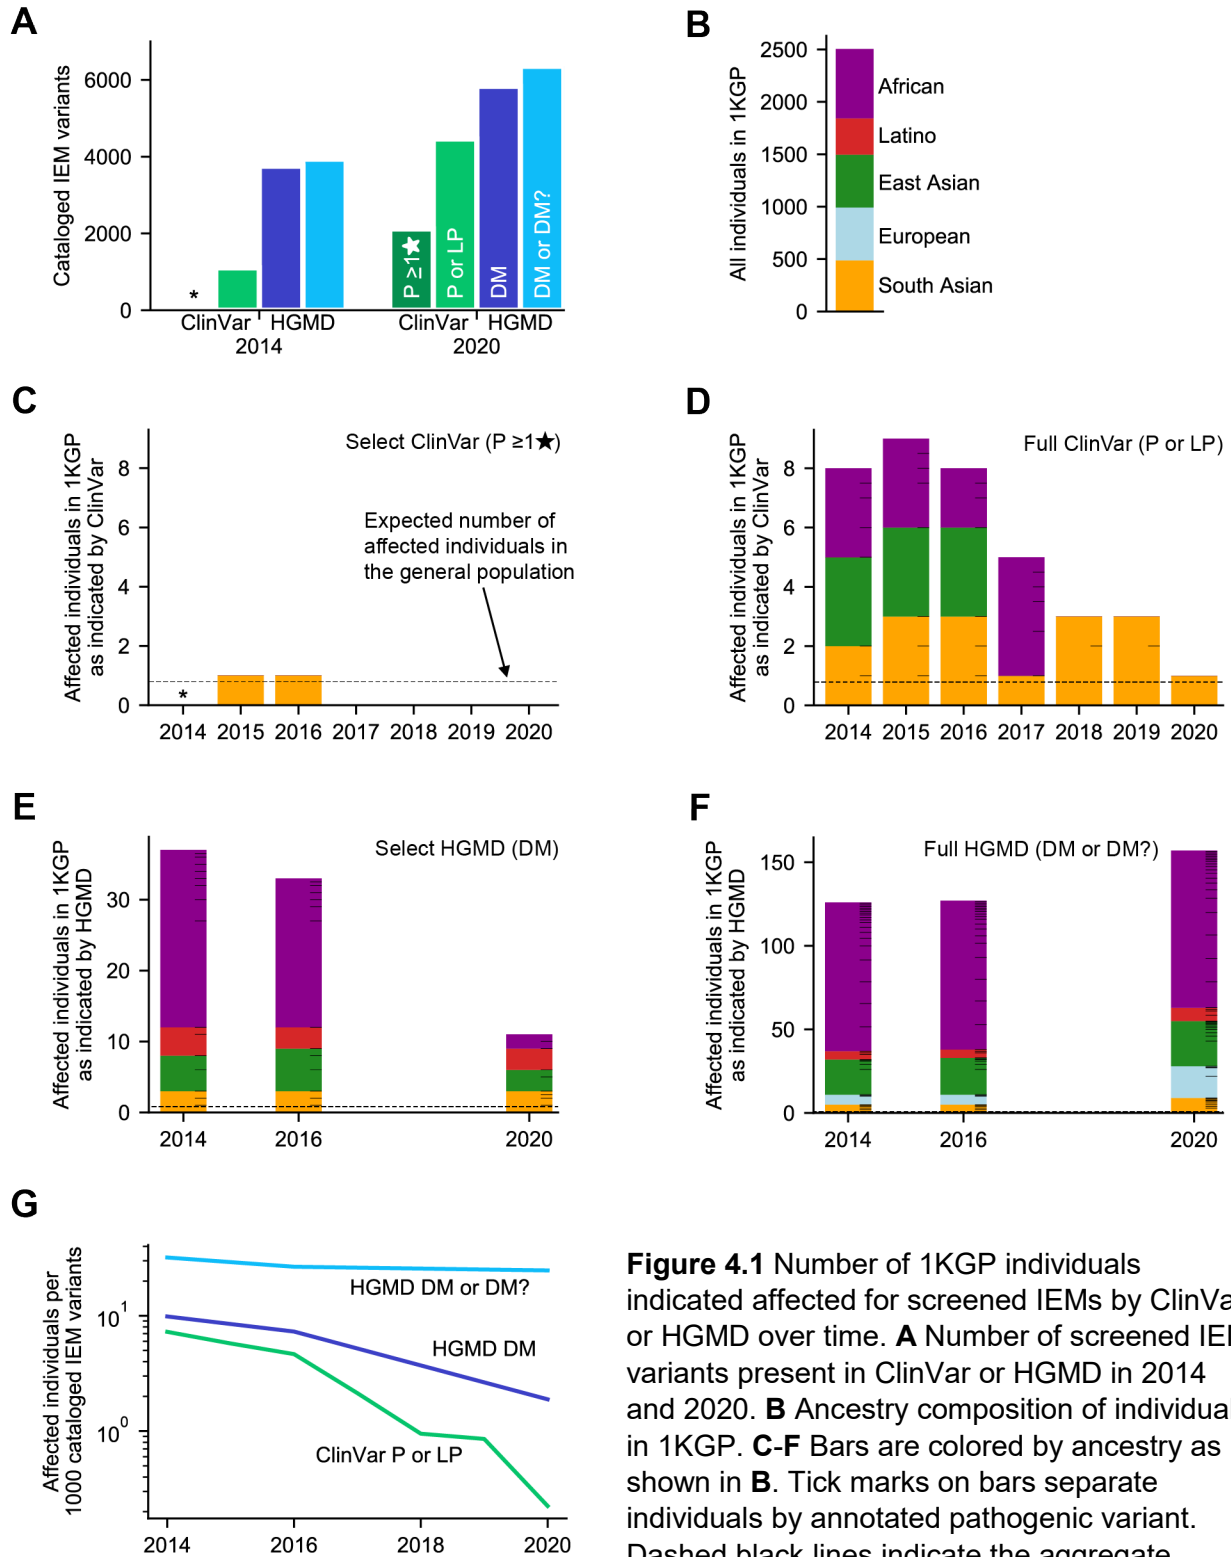 A
Cataloged IEM variants
6000
4000
2000
0
*
P ≥1★
P or LP
DM
DM or DM?
ClinVar HGMD
2014
ClinVar HGMD
2020
B
All individuals in 1KGP
2500
2000
1500
1000
500
0
African
Latino
East Asian
European
South Asian
C
Affected individuals in 1KGP
as indicated by ClinVar
Select ClinVar (P ≥1★)
Expected number of
affected individuals in
the general population
8
6
4
2
0
*
2014 2015 2016 2017 2018 2019 2020
D
Affected individuals in 1KGP
as indicated by ClinVar
Full ClinVar (P or LP)
8
6
4
2
0
2014 2015 2016 2017 2018 2019 2020
E
Affected individuals in 1KGP
as indicated by HGMD
Select HGMD (DM)
30
20
10
0
2014 2016 2020
F
Affected individuals in 1KGP
as indicated by HGMD
Full HGMD (DM or DM?)
150
100
50
0
2014 2016 2020
G
Affected individuals per
1000 cataloged IEM variants
10¹
10⁰
HGMD DM or DM?
HGMD DM
ClinVar P or LP
2014 2016 2018 2020
Figure 4.1 Number of 1KGP individuals
indicated affected for screened IEMs by ClinVa
or HGMD over time. A Number of screened IE
variants present in ClinVar or HGMD in 2014
and 2020. B Ancestry composition of individua
in 1KGP. C-F Bars are colored by ancestry as
shown in B. Tick marks on bars separate
individuals by annotated pathogenic variant.
Dashed black lines indicate the aggregate